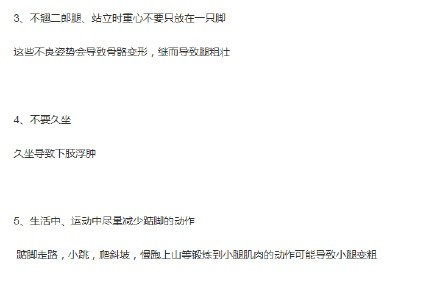 3、不翘二郎腿、站立时重心不要只放在一只脚
这些不良姿势会导致骨骼变形，继而导致腿粗壮
4、不要久坐
久坐导致下肢浮肿
5、生活中、运动中尽量减少踮脚的动作
踮脚走路，小跳，爬斜坡，慢跑上山等锻炼到小腿肌肉的动作可能导致小腿变粗